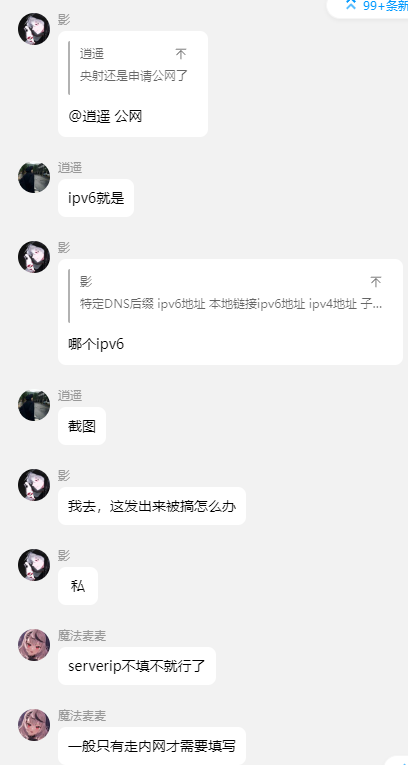 99+条新
影
逍遥
央射还是申请公网了
@逍遥 公网
逍遥
ipv6就是
影
影
特定DNS后缀 ipv6地址 本地链接ipv6地址 ipv4地址 子...
哪个ipv6
逍遥
截图
影
我去，这发出来被搞怎么办
影
私
魔法麦麦
serverip不填不就行了
魔法麦麦
一般只有走内网才需要填写